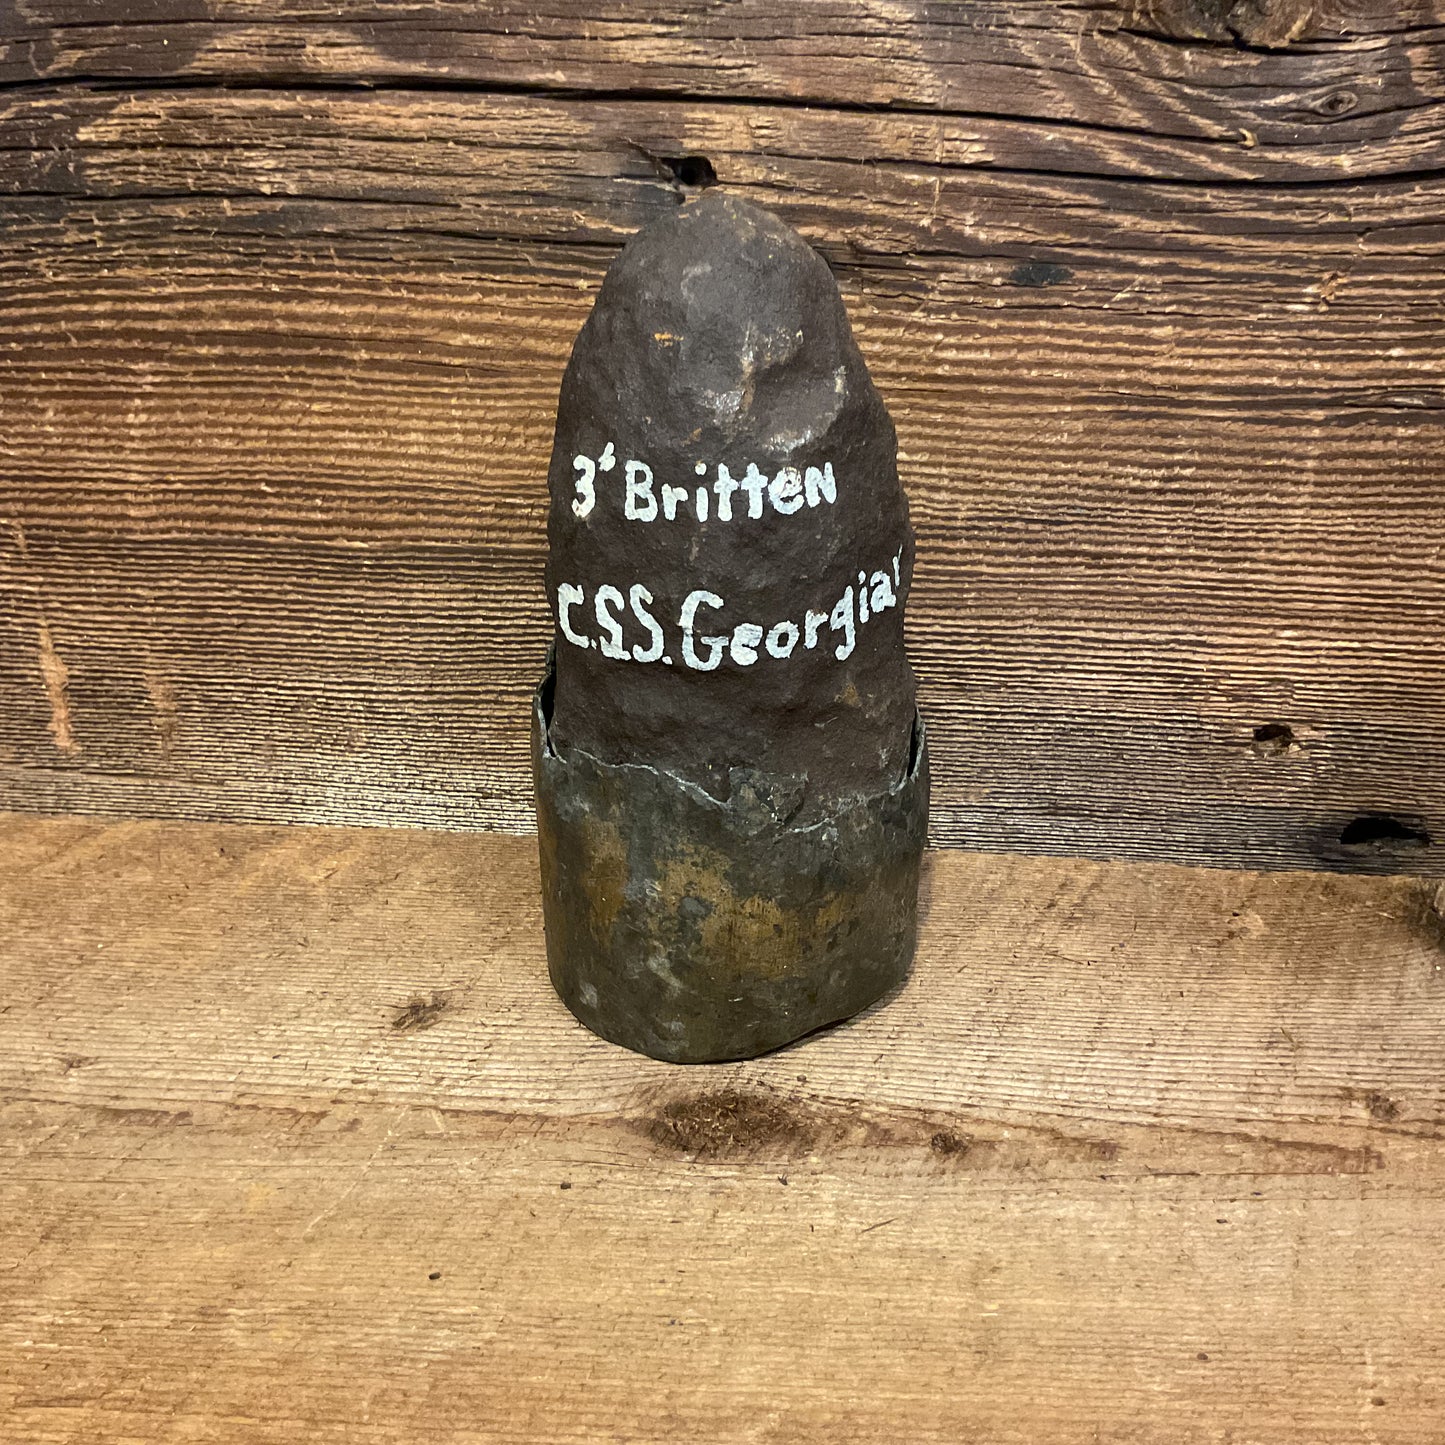 3" Britten
C.S.S. Georgia